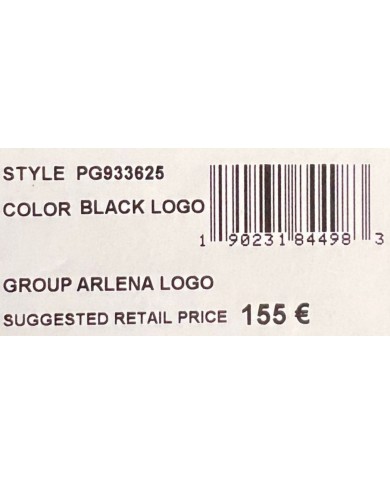 STYLE PG933625
COLOR BLACK LOGO
1 90231 84498 3
GROUP ARLENA LOGO
SUGGESTED RETAIL PRICE 155 €